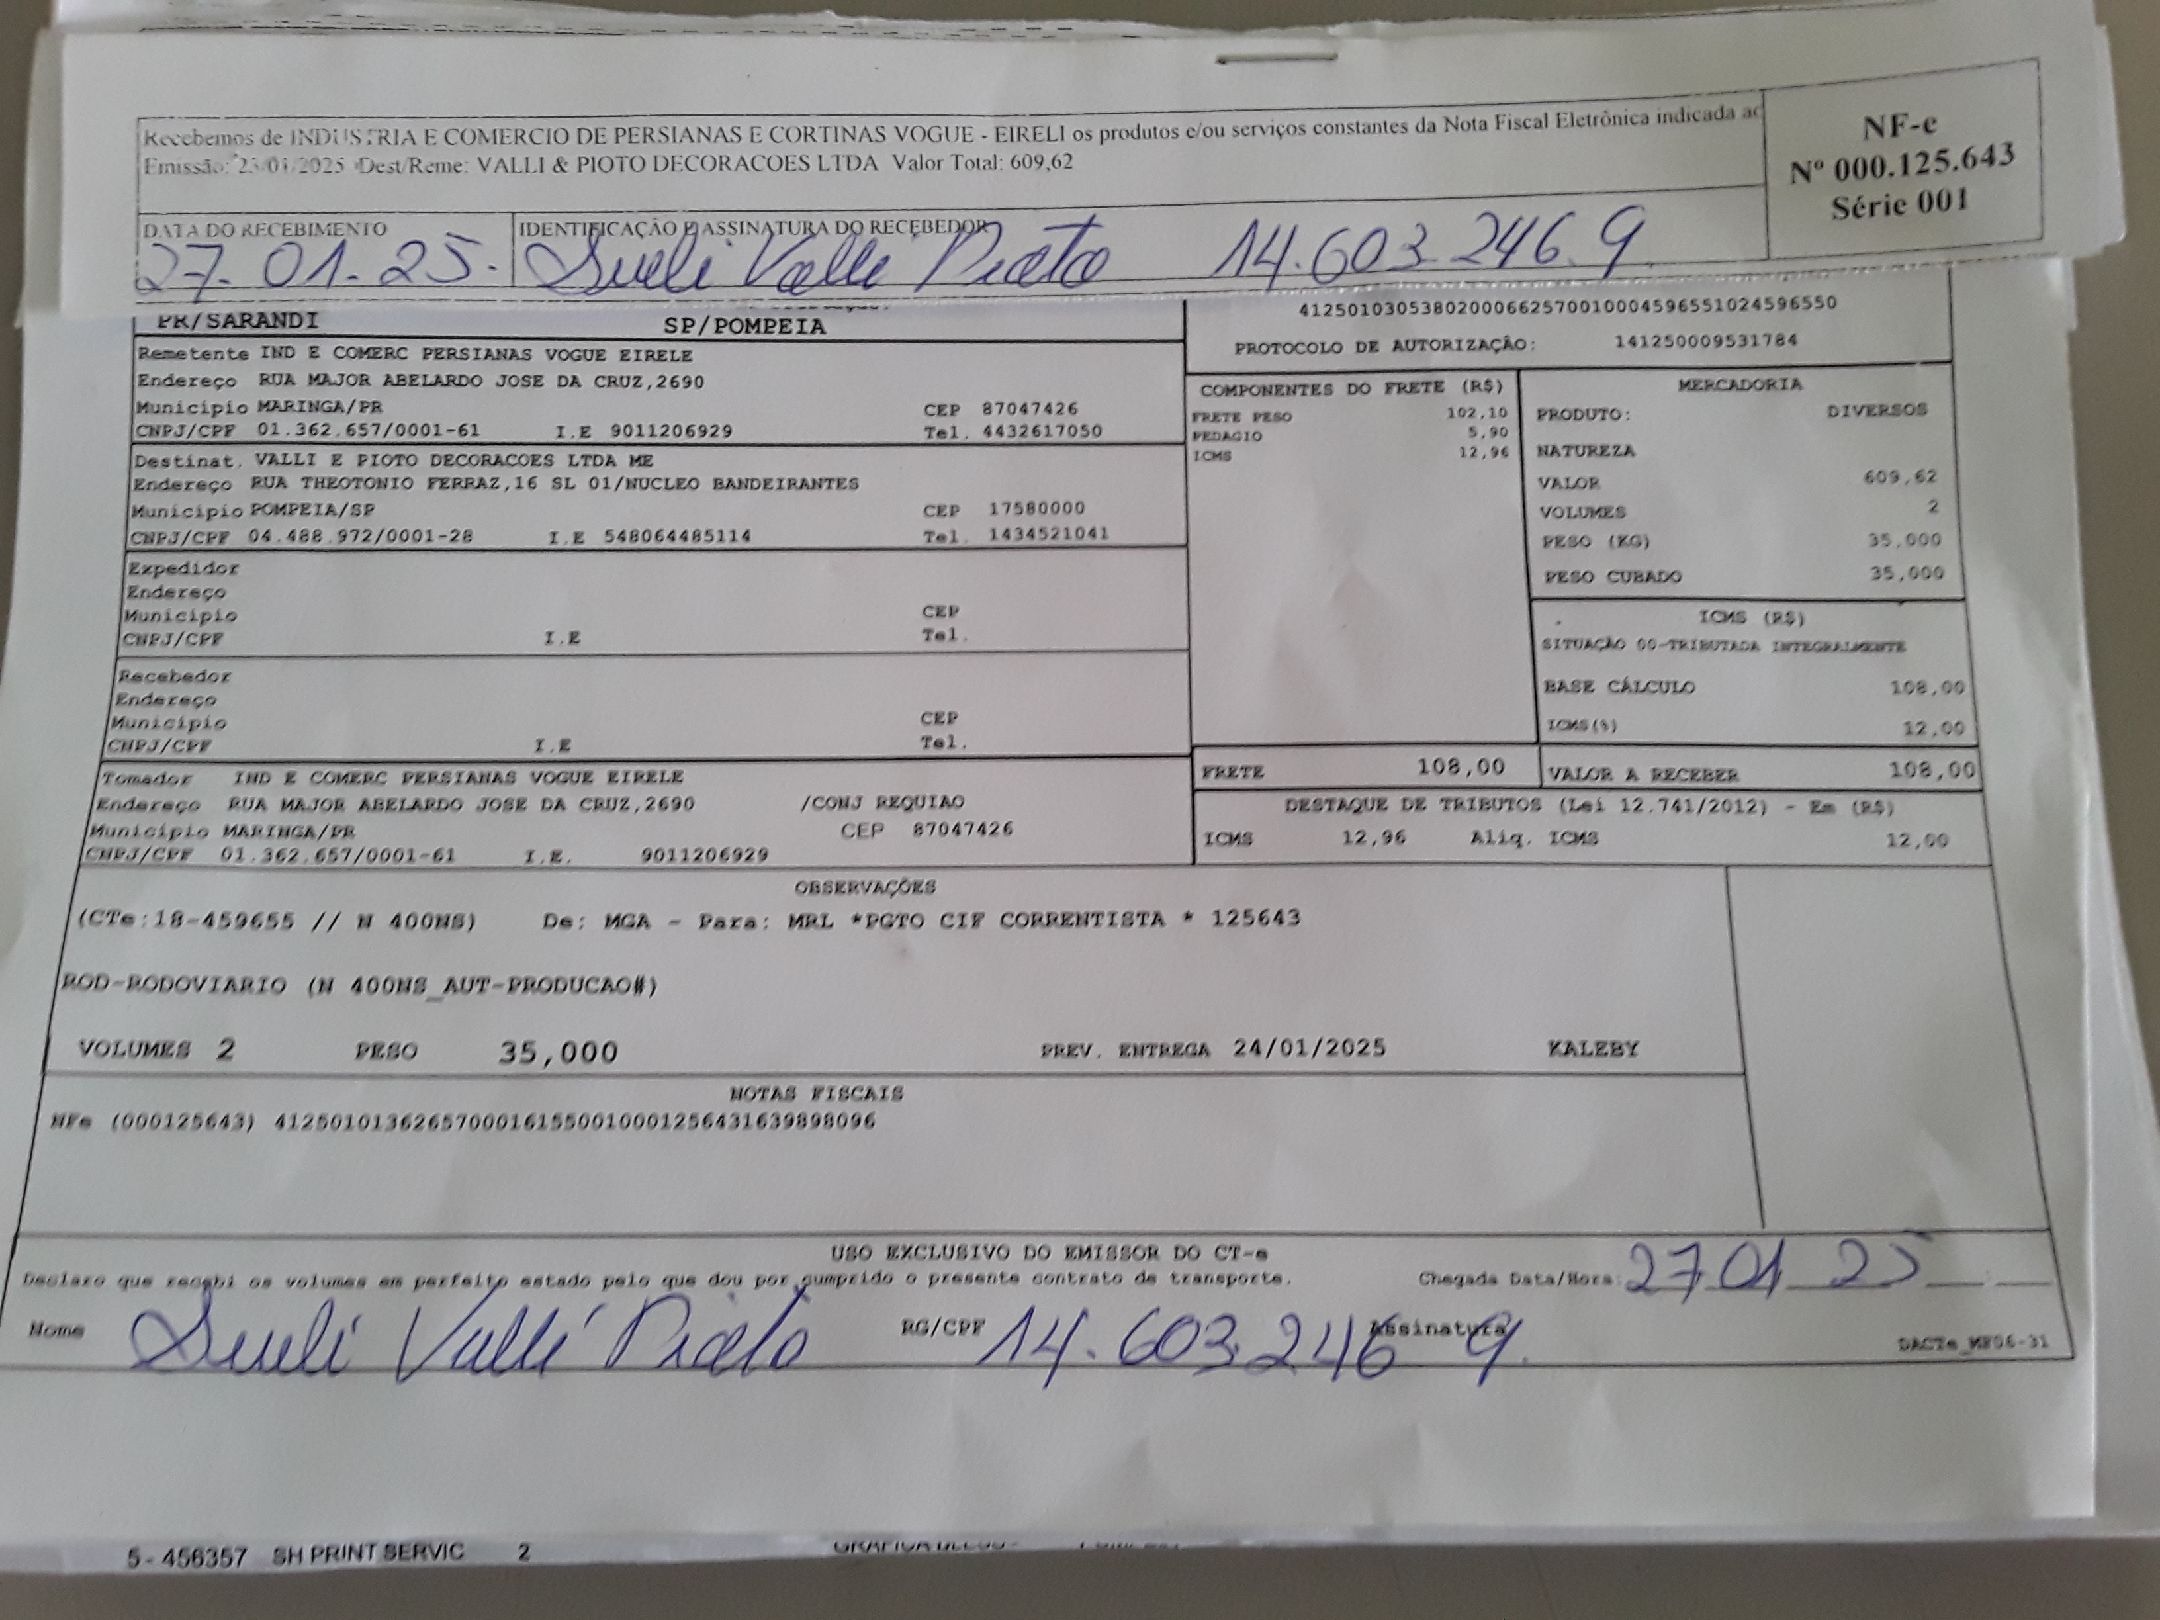 Recebemos de INDUSTRIA E COMERCIO DE PERSIANAS E CORTINAS VOGUE - EIRELI os produtos e/ou serviços constantes da Nota Fiscal Eletrônica indicada ao
Emissão: 23/01/2025 Dest/Reme: VALLI & PIOTO DECORACOES LTDA Valor Total: 609,62
NF-e
Nº 000.125.643
Série 001
DATA DO RECEBIMENTO
IDENTIFICAÇÃO E ASSINATURA DO RECEBEDOR
27-01-25. Sueli Valli Pioto 14.603.246.9
PR/SARANDI SP/POMPEIA
41250103053802000662570010004596551024596550
PROTOCOLO DE AUTORIZAÇÃO: 141250009531784
Remetente IND E COMERC PERSIANAS VOGUE EIRELE
Endereço RUA MAJOR ABELARDO JOSE DA CRUZ,2690
Municipio MARINGA/PR CEP 87047426
CNPJ/CPF 01.362.657/0001-61 I.E 9011206929 Tel. 4432617050
Destinat. VALLI E PIOTO DECORACOES LTDA ME
Endereço RUA THEOTONIO FERRAZ,16 SL 01/NUCLEO BANDEIRANTES
Municipio POMPEIA/SP CEP 17580000
CNPJ/CPF 04.488.972/0001-28 I.E 548064485114 Tel. 1434521041
Expedidor
Endereço
Municipio CEP
CNPJ/CPF I.E Tel.
Recebedor
Endereço
Municipio CEP
CNPJ/CPF I.E Tel.
Tomador IND E COMERC PERSIANAS VOGUE EIRELE
Endereço RUA MAJOR ABELARDO JOSE DA CRUZ,2690 /CONJ REQUIAO
Municipio MARINGA/PR CEP 87047426
CNPJ/CPF 01.362.657/0001-61 I.E. 9011206929
COMPONENTES DO FRETE (R$)
FRETE PESO 102,10
PEDAGIO 5,90
ICMS 12,96
MERCADORIA
PRODUTO: DIVERSOS
NATUREZA
VALOR 609,62
VOLUMES 2
PESO (KG) 35,000
PESO CUBADO 35,000
ICMS (R$)
SITUAÇÃO 00-TRIBUTADA INTEGRALMENTE
BASE CÁLCULO 108,00
ICMS(%) 12,00
FRETE 108,00
VALOR A RECEBER 108,00
DESTAQUE DE TRIBUTOS (Lei 12.741/2012) - Em (R$)
ICMS 12,96 Aliq. ICMS 12,00
OBSERVAÇÕES
(CTe:18-459655 // N 400NS) De: MGA - Para: MRL *PGTO CIF CORRENTISTA * 125643
ROD-RODOVIARIO (N 400NS_AUT-PRODUCAO#)
VOLUMES 2 PESO 35,000 PREV. ENTREGA 24/01/2025 KALEBY
NOTAS FISCAIS
NFe (000125643) 41250101362657000161550010001256431639898096
USO EXCLUSIVO DO EMISSOR DO CT-e
Declaro que recebi os volumes em perfeito estado pelo que dou por cumprido o presente contrato de transporte. Chegada Data/Hora: 27 01 25
Nome Sueli Valli Pioto RG/CPF 14.603.246 9. Assinatura
DACTe_MF06-31
5 - 456357 SH PRINT SERVIC 2